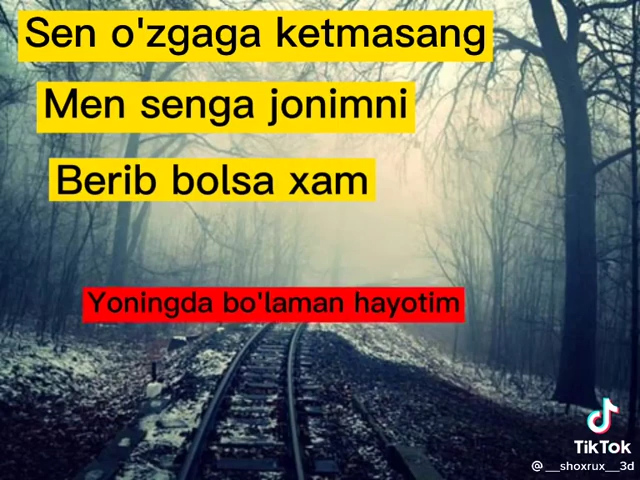 Sen o'zgaga ketmasang
Men senga jonimni
Berib bolsa xam
Yoningda bo'laman hayotim
TikTok
@__shoxrux__3d